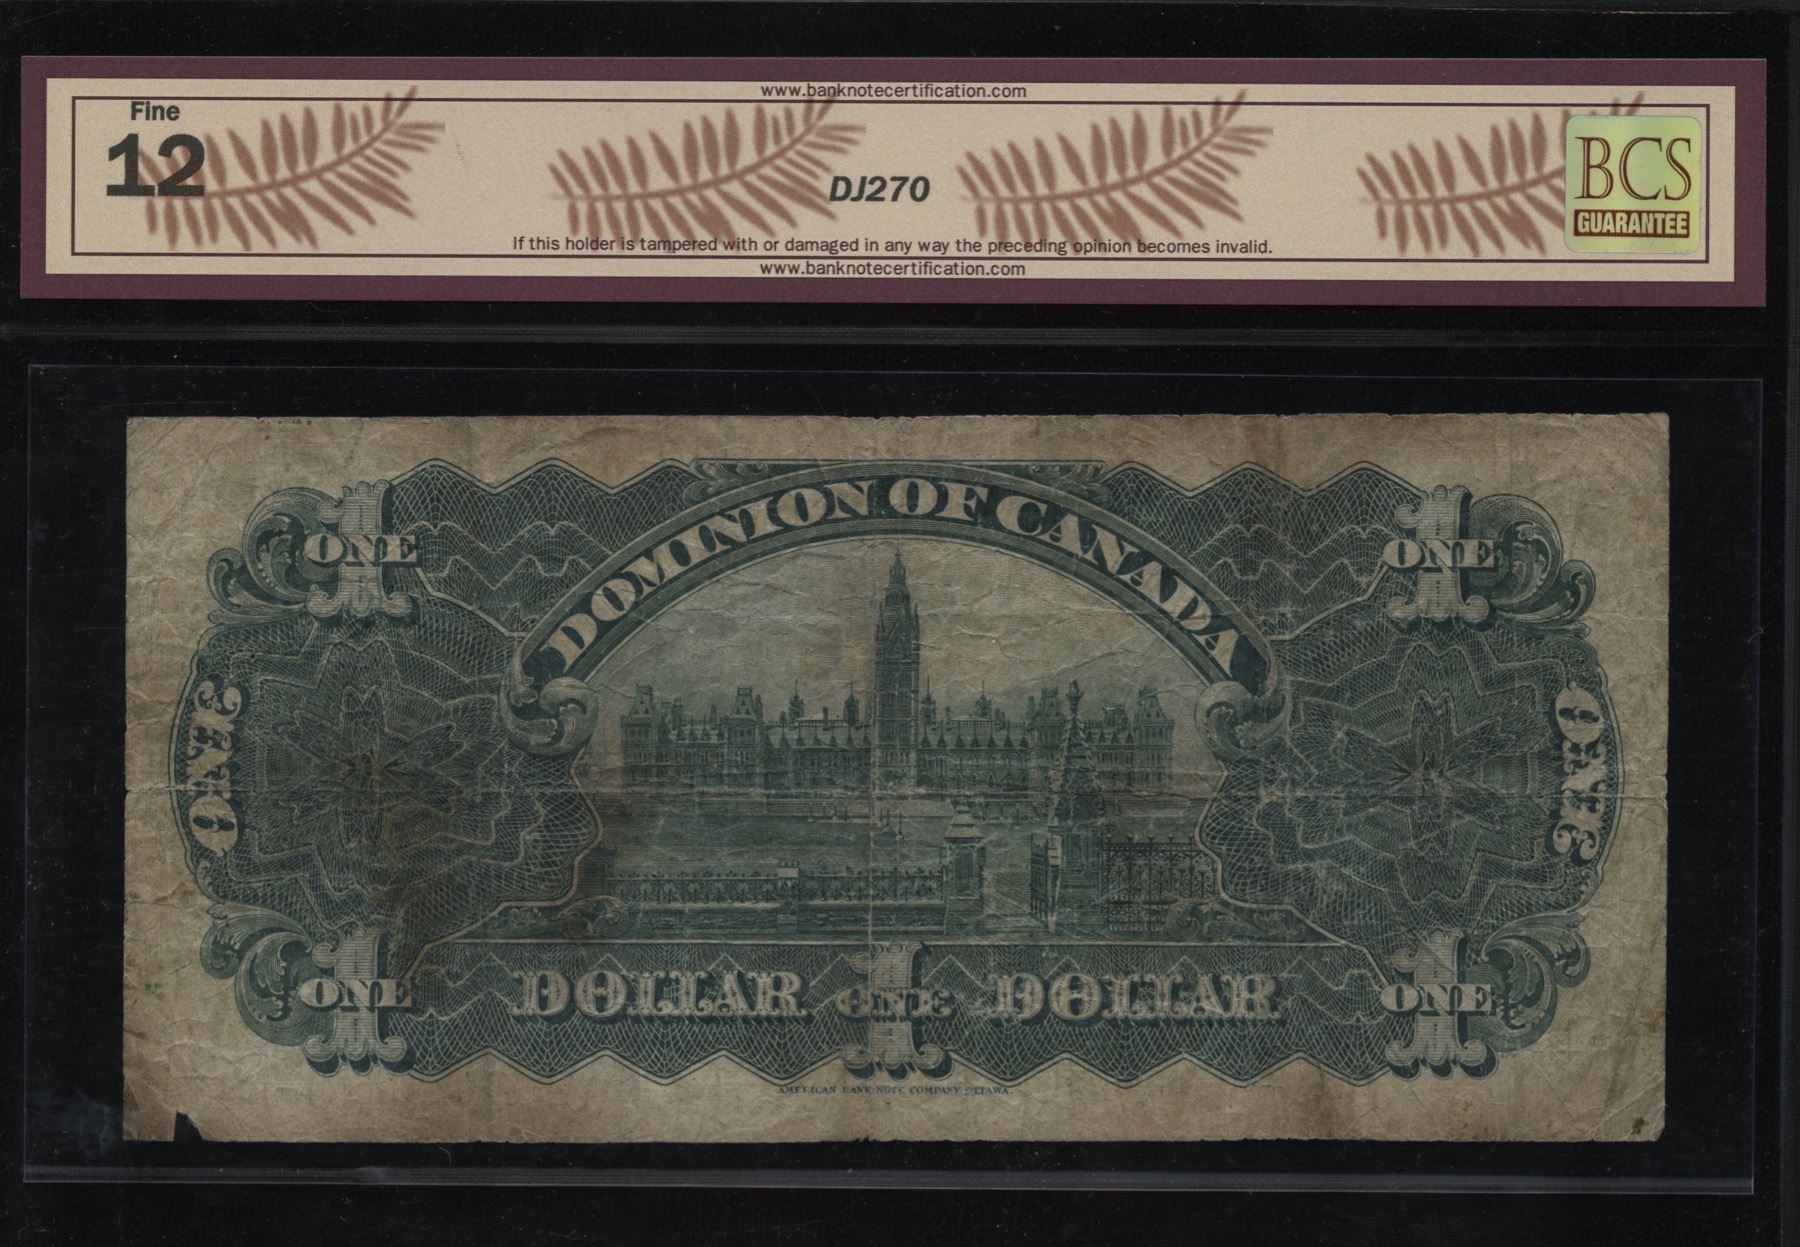 www.banknotecertification.com
Fine
12
DJ270
BCS
GUARANTEE
If this holder is tampered with or damaged in any way the preceding opinion becomes invalid.
www.banknotecertification.com
DOMINION OF CANADA
ONE
ONE
ONE
ONE
ONE
ONE
DOLLAR ONE DOLLAR
1
AMERICAN BANK NOTE COMPANY, OTTAWA.